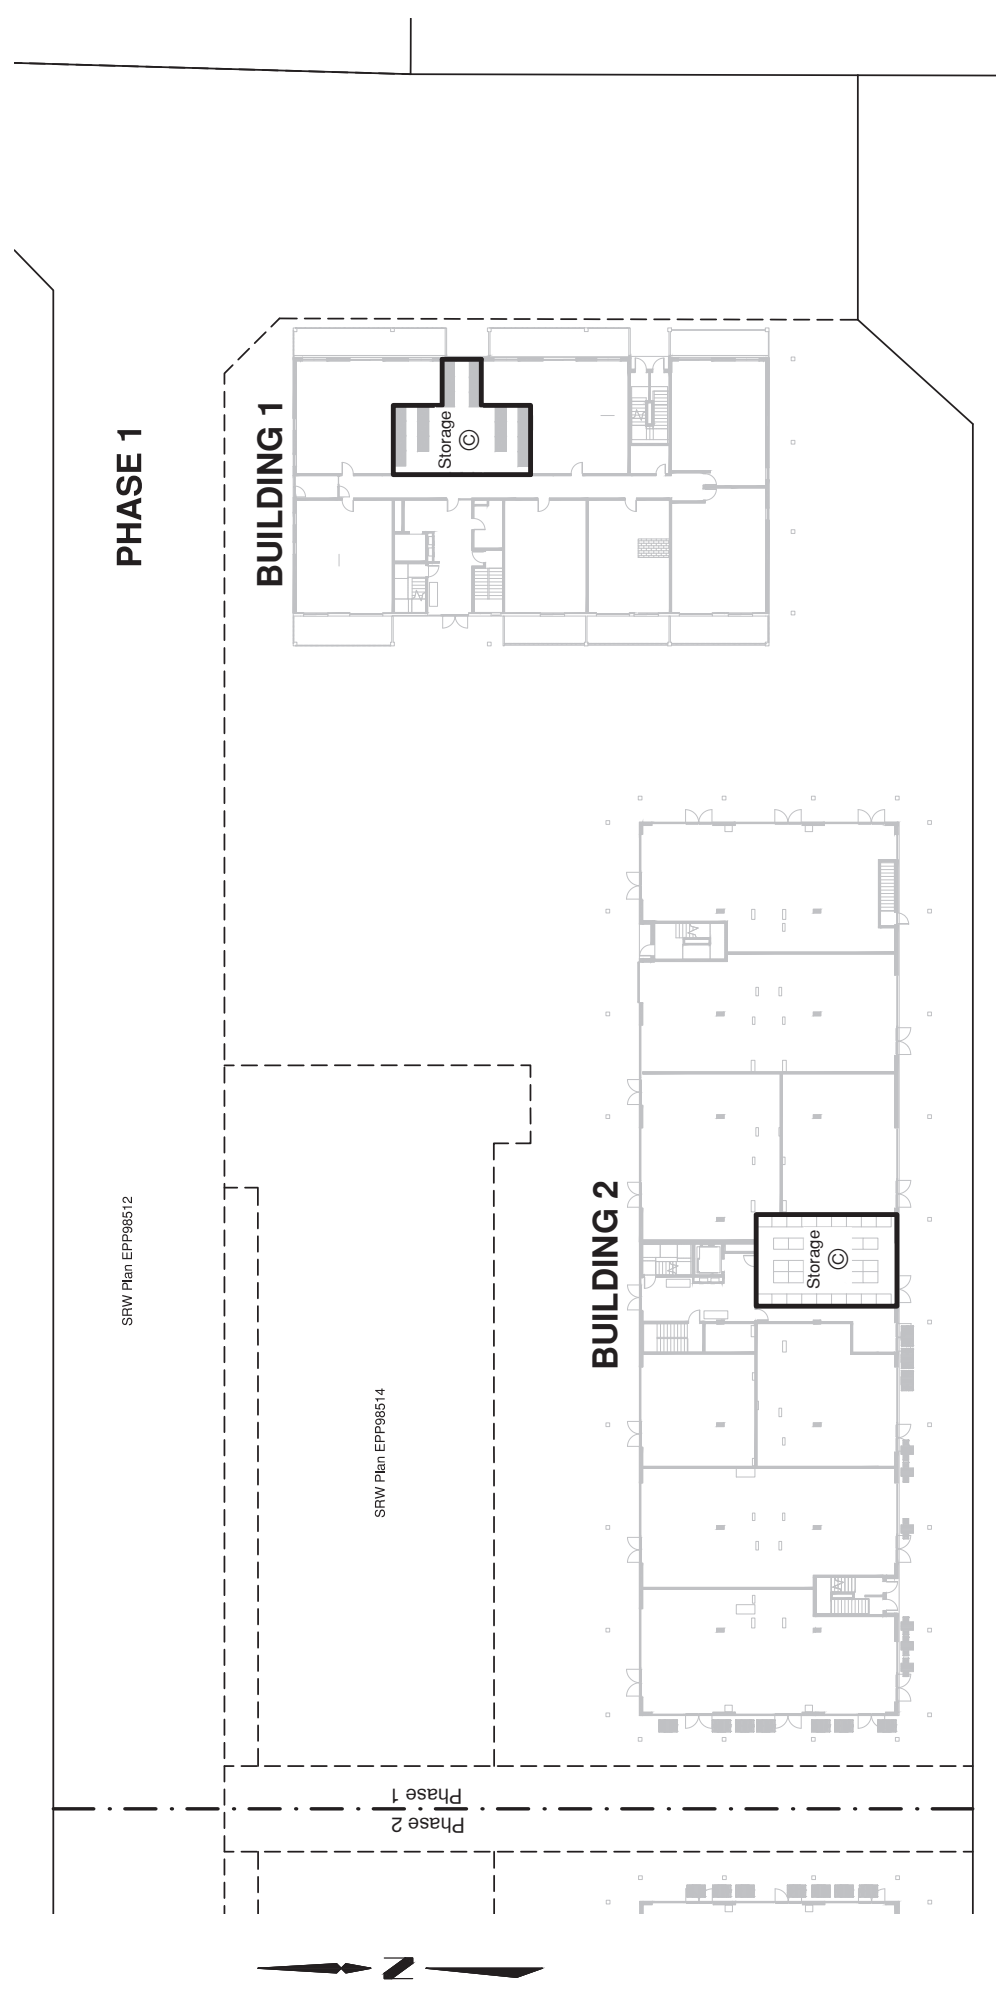 PHASE 1
BUILDING 1
Storage
©
BUILDING 2
Storage
©
SRW Plan EPP98512
SRW Plan EPP98514
Phase 1
Phase 2
N